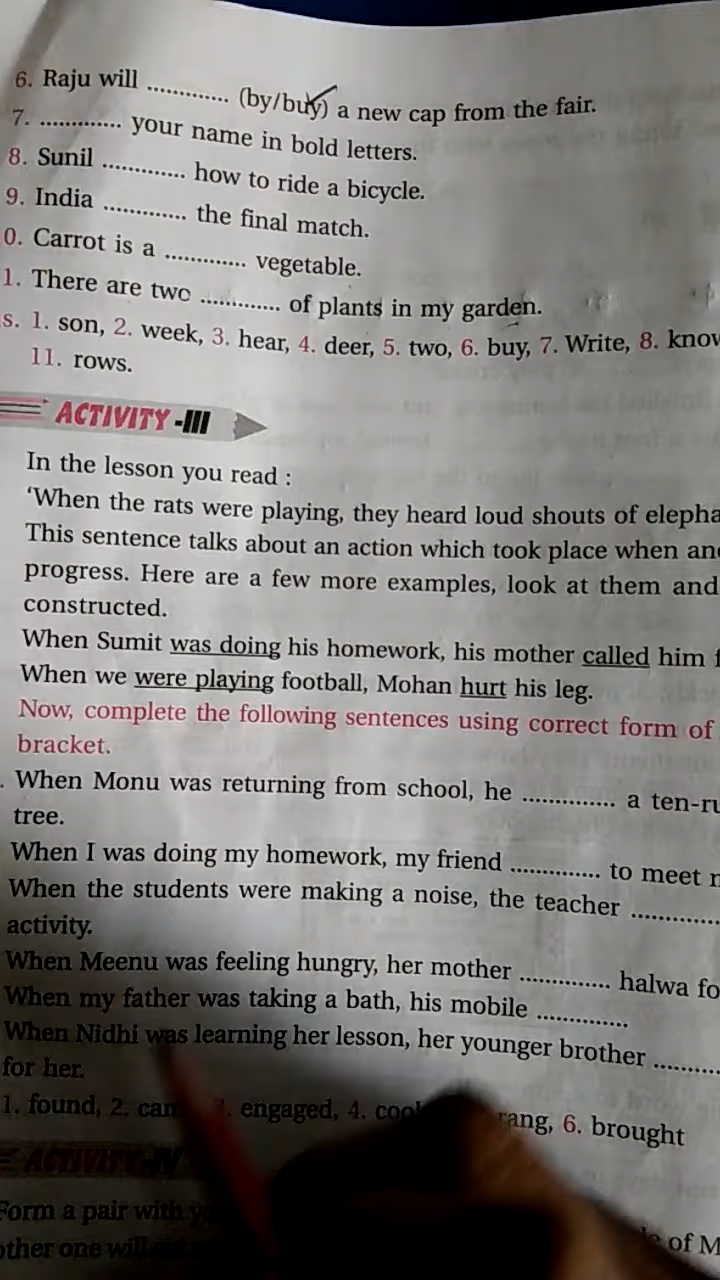 6. Raju will ............. (by/buy) a new cap from the fair.
7. ............. your name in bold letters.
8. Sunil ............. how to ride a bicycle.
9. India ............. the final match.
0. Carrot is a ............. vegetable.
1. There are two ............. of plants in my garden.
s. 1. son, 2. week, 3. hear, 4. deer, 5. two, 6. buy, 7. Write, 8.
11. rows.
ACTIVITY-III
In the lesson you read :
‘When the rats were playing, they heard loud shouts of
This sentence talks about an action which took place when
progress. Here are a few more examples, look at them and
constructed.
When Sumit was doing his homework, his mother called him
When we were playing football, Mohan hurt his leg.
Now, complete the following sentences using correct form of
bracket.
. When Monu was returning from school, he .............. a
tree.
When I was doing my homework, my friend .............. to meet
When the students were making a noise, the teacher ..............
activity.
When Meenu was feeling hungry, her mother .............. halwa
When my father was taking a bath, his mobile ..............
When Nidhi was learning her lesson, her younger brother ..........
for her.
1. found, 2. engaged, 4. rang, 6. brought
ACTIVITY-IV
Form a pair with
other one will of